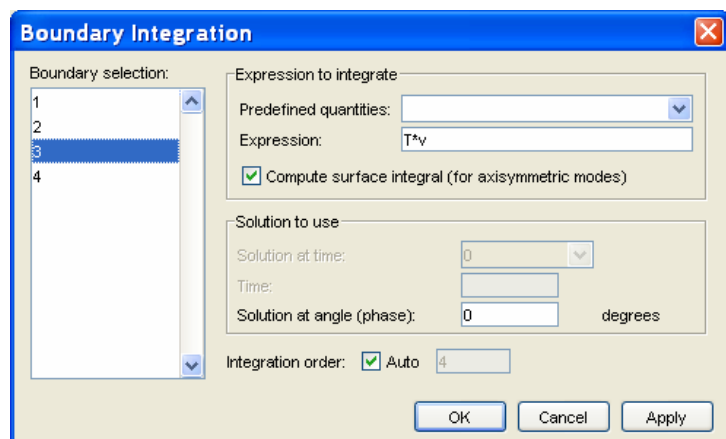 Boundary Integration
Boundary selection:
1
2
3
4
Expression to integrate
Predefined quantities:
Expression: T*v
Compute surface integral (for axisymmetric modes)
Solution to use
Solution at time: 0
Time:
Solution at angle (phase): 0 degrees
Integration order: Auto 4
OK Cancel Apply